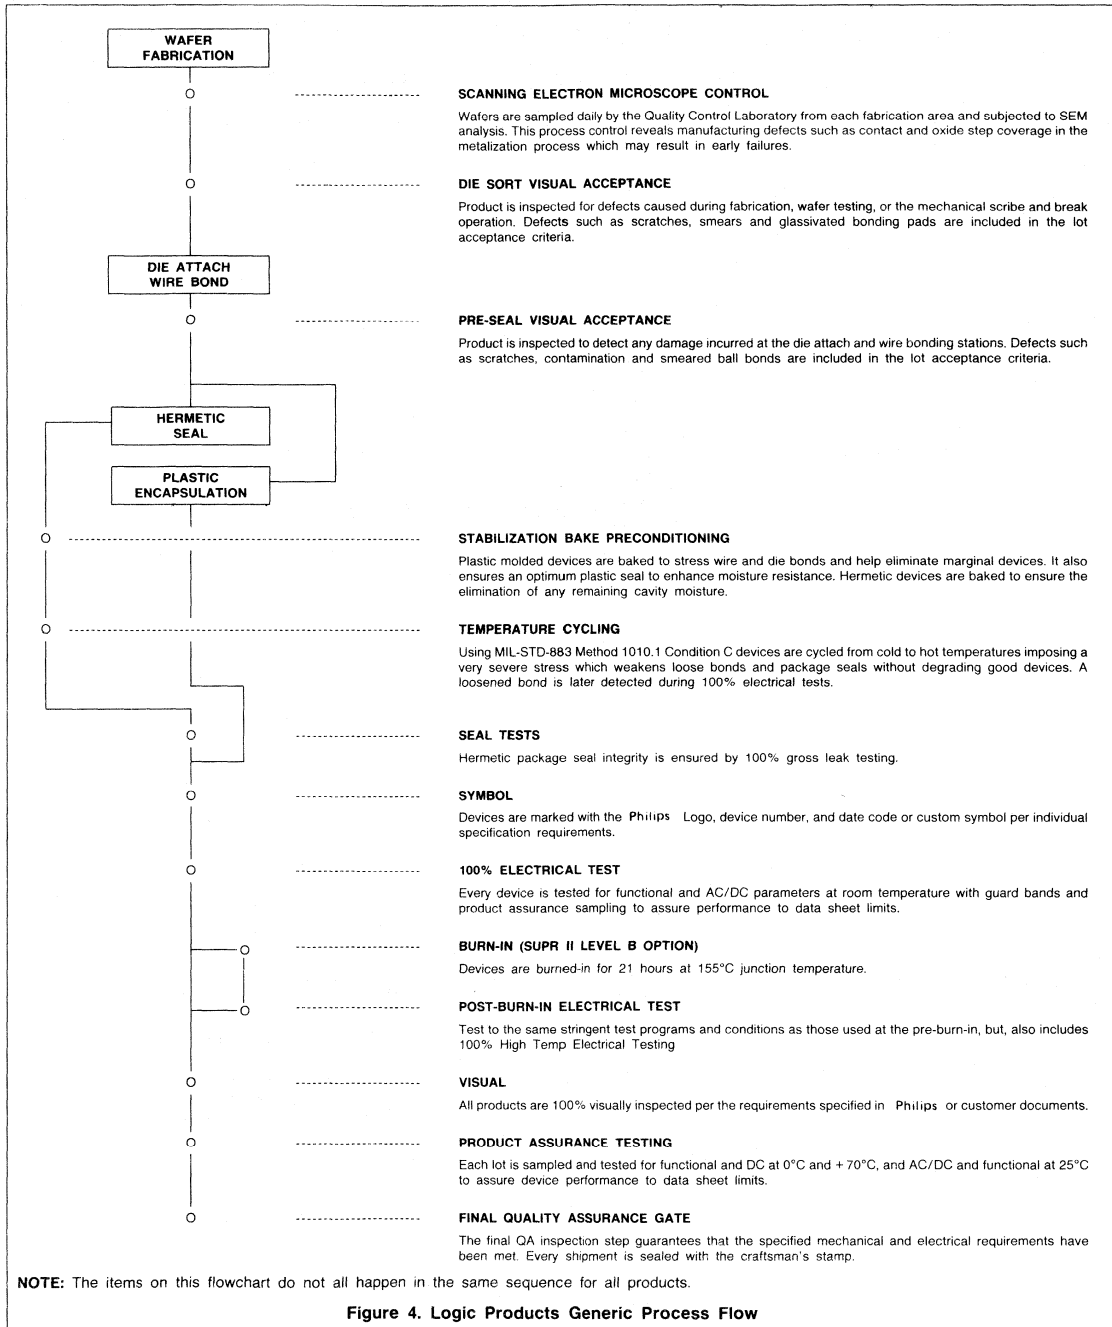 WAFER
FABRICATION
SCANNING ELECTRON MICROSCOPE CONTROL
Wafers are sampled daily by the Quality Control Laboratory from each fabrication area and subjected to SEM
analysis. This process control reveals manufacturing defects such as contact and oxide step coverage in the
metalization process which may result in early failures.
DIE SORT VISUAL ACCEPTANCE
Product is inspected for defects caused during fabrication, wafer testing, or the mechanical scribe and break
operation. Defects such as scratches, smears and glassivated bonding pads are included in the lot
acceptance criteria.
DIE ATTACH
WIRE BOND
PRE-SEAL VISUAL ACCEPTANCE
Product is inspected to detect any damage incurred at the die attach and wire bonding stations. Defects such
as scratches, contamination and smeared ball bonds are included in the lot acceptance criteria.
HERMETIC
SEAL
PLASTIC
ENCAPSULATION
STABILIZATION BAKE PRECONDITIONING
Plastic molded devices are baked to stress wire and die bonds and help eliminate marginal devices. It also
ensures an optimum plastic seal to enhance moisture resistance. Hermetic devices are baked to ensure the
elimination of any remaining cavity moisture.
TEMPERATURE CYCLING
Using MIL-STD-883 Method 1010.1 Condition C devices are cycled from cold to hot temperatures imposing a
very severe stress which weakens loose bonds and package seals without degrading good devices. A
loosened bond is later detected during 100% electrical tests.
SEAL TESTS
Hermetic package seal integrity is ensured by 100% gross leak testing.
SYMBOL
Devices are marked with the Philips Logo, device number, and date code or custom symbol per individual
specification requirements.
100% ELECTRICAL TEST
Every device is tested for functional and AC/DC parameters at room temperature with guard bands and
product assurance sampling to assure performance to data sheet limits.
BURN-IN (SUPR II LEVEL B OPTION)
Devices are burned-in for 21 hours at 155°C junction temperature.
POST-BURN-IN ELECTRICAL TEST
Test to the same stringent test programs and conditions as those used at the pre-burn-in, but, also includes
100% High Temp Electrical Testing
VISUAL
All products are 100% visually inspected per the requirements specified in Philips or customer documents.
PRODUCT ASSURANCE TESTING
Each lot is sampled and tested for functional and DC at 0°C and +70°C, and AC/DC and functional at 25°C
to assure device performance to data sheet limits.
FINAL QUALITY ASSURANCE GATE
The final QA inspection step guarantees that the specified mechanical and electrical requirements have
been met. Every shipment is sealed with the craftsman's stamp.
NOTE: The items on this flowchart do not all happen in the same sequence for all products.
Figure 4. Logic Products Generic Process Flow